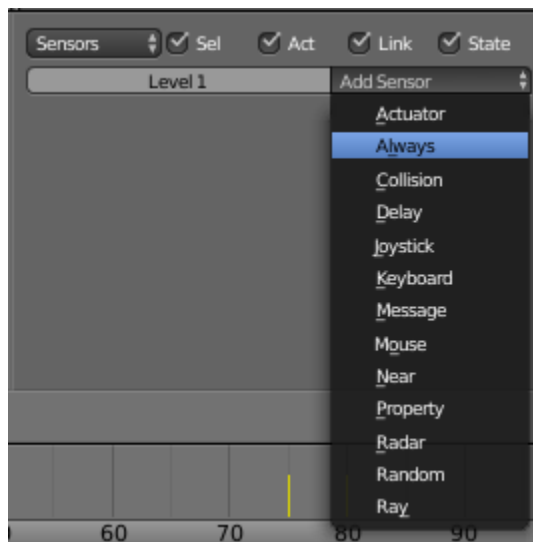 Sensors Sel Act Link State
Level 1 Add Sensor
Actuator
Always
Collision
Delay
Joystick
Keyboard
Message
Mouse
Near
Property
Radar
Random
Ray
60 70 80 90